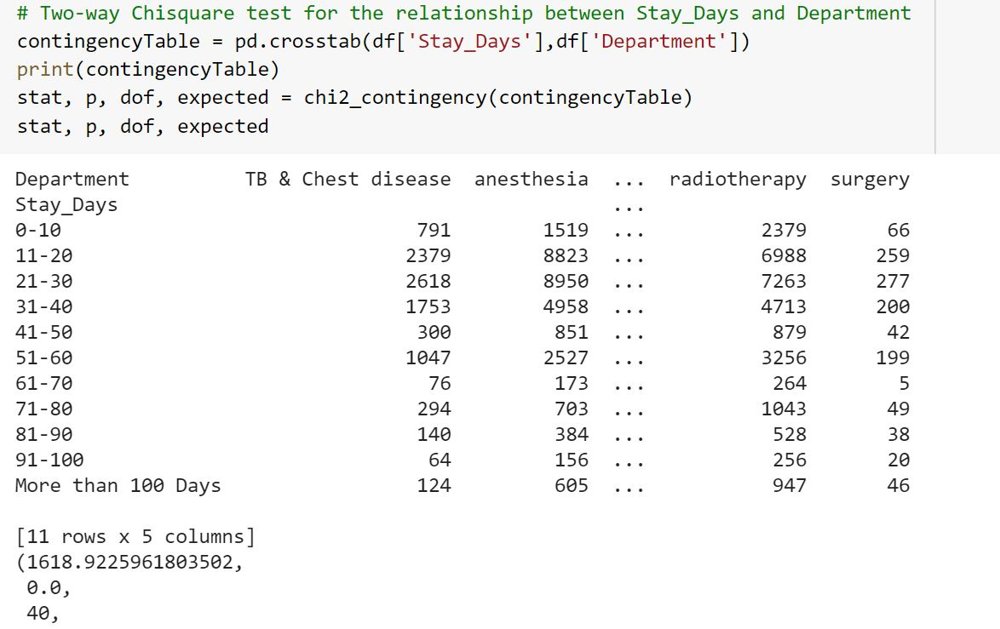 # Two-way Chisquare test for the relationship between Stay_Days and Department
contingencyTable = pd.crosstab(df['Stay_Days'],df['Department'])
print(contingencyTable)
stat, p, dof, expected = chi2_contingency(contingencyTable)
stat, p, dof, expected
Department TB & Chest disease anesthesia ... radiotherapy surgery
Stay_Days ...
0-10 791 1519 ... 2379 66
11-20 2379 8823 ... 6988 259
21-30 2618 8950 ... 7263 277
31-40 1753 4958 ... 4713 200
41-50 300 851 ... 879 42
51-60 1047 2527 ... 3256 199
61-70 76 173 ... 264 5
71-80 294 703 ... 1043 49
81-90 140 384 ... 528 38
91-100 64 156 ... 256 20
More than 100 Days 124 605 ... 947 46
[11 rows x 5 columns]
(1618.9225961803502,
0.0,
40,